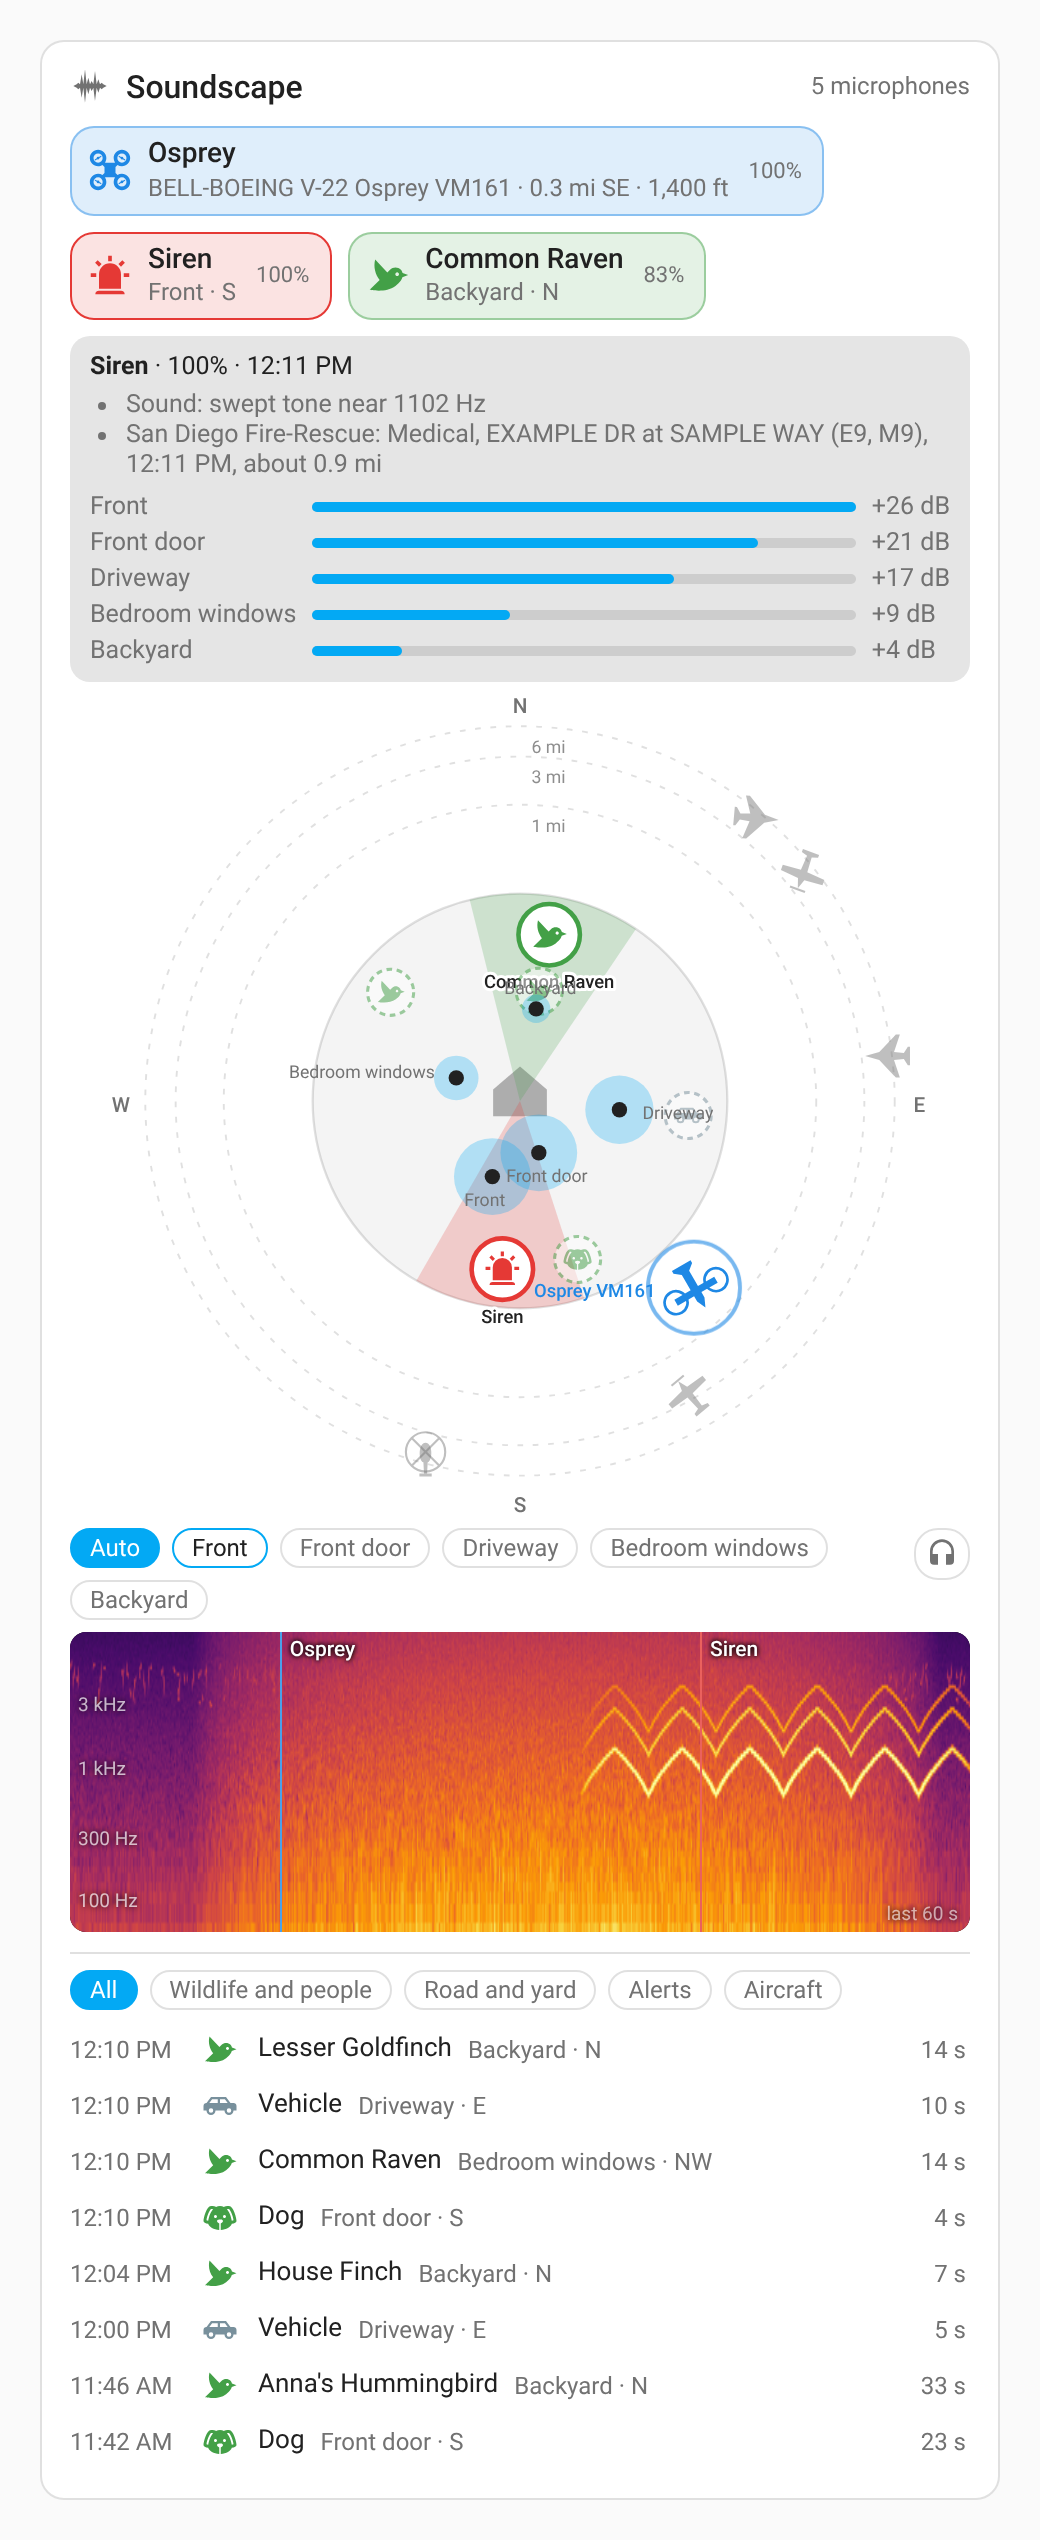 Soundscape
5 microphones
Osprey
BELL-BOEING V-22 Osprey VM161 · 0.3 mi SE · 1,400 ft
100%
Siren
Front · S
100%
Common Raven
Backyard · N
83%
Siren · 100% · 12:11 PM
• Sound: swept tone near 1102 Hz
• San Diego Fire-Rescue: Medical, EXAMPLE DR at SAMPLE WAY (E9, M9),
12:11 PM, about 0.9 mi
Front +26 dB
Front door +21 dB
Driveway +17 dB
Bedroom windows +9 dB
Backyard +4 dB
N
6 mi
3 mi
1 mi
Common Raven
Backyard
Bedroom windows
W
Driveway
E
Front door
Front
Osprey VM161
Siren
S
Auto
Front
Front door
Driveway
Bedroom windows
Backyard
Osprey
Siren
3 kHz
1 kHz
300 Hz
100 Hz
last 60 s
All
Wildlife and people
Road and yard
Alerts
Aircraft
12:10 PM Lesser Goldfinch Backyard · N 14 s
12:10 PM Vehicle Driveway · E 10 s
12:10 PM Common Raven Bedroom windows · NW 14 s
12:10 PM Dog Front door · S 4 s
12:04 PM House Finch Backyard · N 7 s
12:00 PM Vehicle Driveway · E 5 s
11:46 AM Anna's Hummingbird Backyard · N 33 s
11:42 AM Dog Front door · S 23 s